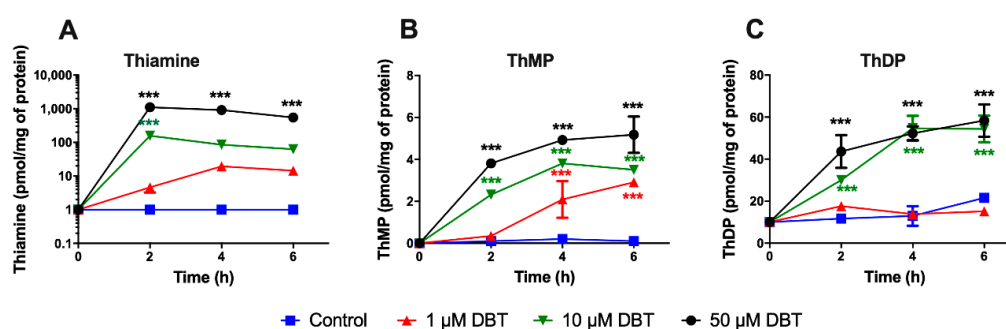 A
Thiamine
Thiamine (pmol/mg of protein)
10,000
1,000
100
10
1
0.1
***
***
***
***
0
2
4
6
Time (h)
B
ThMP
ThMP (pmol/mg of protein)
8
6
4
2
0
***
***
***
***
***
***
***
***
0
2
4
6
Time (h)
C
ThDP
ThDP (pmol/mg of protein)
60
40
20
0
***
***
***
***
***
***
0
2
4
6
Time (h)
Control
1 µM DBT
10 µM DBT
50 µM DBT